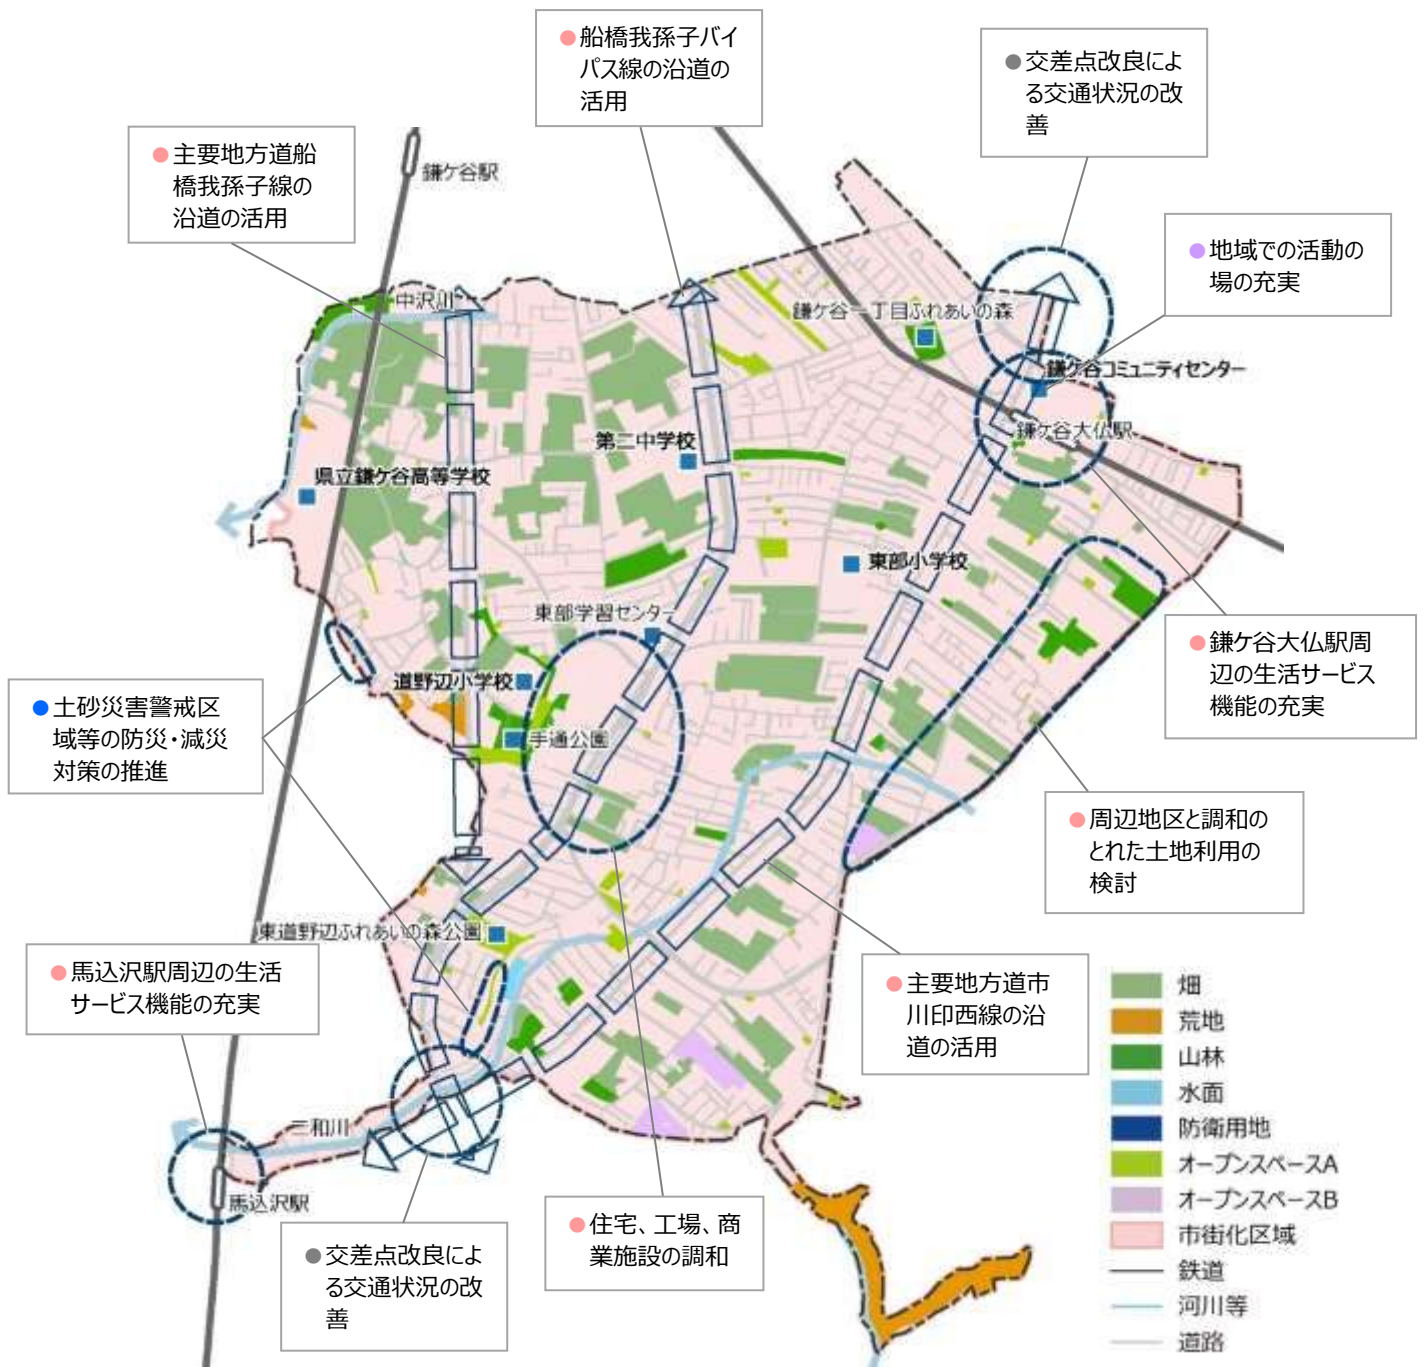 ●船橋我孫子バイ
パス線の沿道の
活用
●交差点改良によ
る交通状況の改
善
●主要地方道船
橋我孫子線の
沿道の活用
鎌ケ谷駅
●地域での活動の
場の充実
中沢川
鎌ケ谷一丁目ふれあいの森
鎌ケ谷コミュニティセンター
鎌ケ谷大仏駅
第二中学校
県立鎌ケ谷高等学校
東部小学校
東部学習センター
●鎌ケ谷大仏駅周
辺の生活サービス
機能の充実
道野辺小学校
●土砂災害警戒区
域等の防災・減災
対策の推進
手通公園
●周辺地区と調和の
とれた土地利用の
検討
東道野辺ふれあいの森公園
●馬込沢駅周辺の生活
サービス機能の充実
●主要地方道市
川印西線の沿
道の活用
二和川
馬込沢駅
●住宅、工場、商
業施設の調和
●交差点改良によ
る交通状況の改
善
畑
荒地
山林
水面
防衛用地
オープンスペースA
オープンスペースB
市街化区域
鉄道
河川等
道路